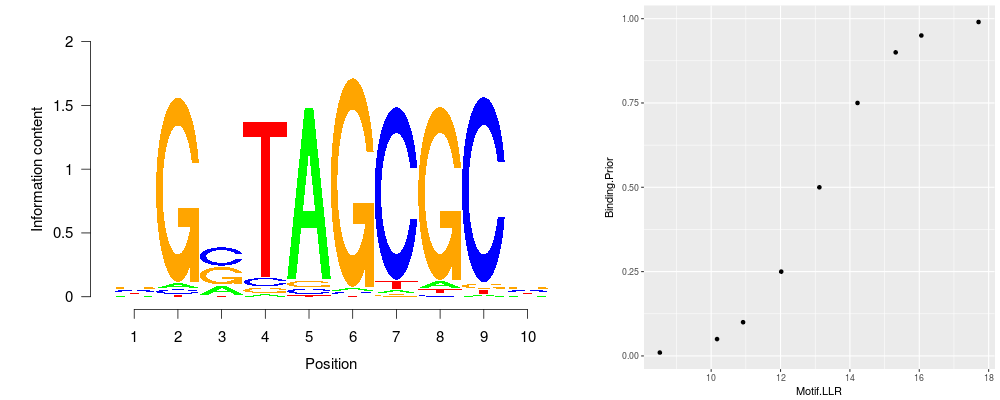 2
1.5
1
0.5
0
Information content
G C G T A G C G C
1 2 3 4 5 6 7 8 9 10
Position
1.00
0.75
0.50
0.25
0.00
Binding.Prior
10 12 14 16 18
Motif.LLR